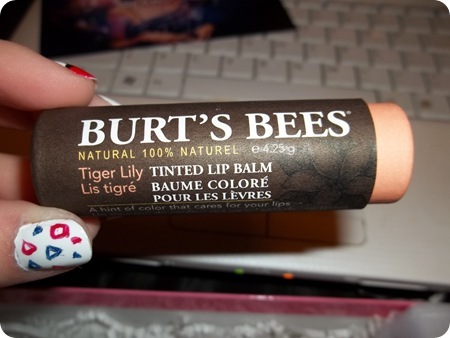 BURT'S BEES®
NATURAL 100% NATUREL ℮4.25g
Tiger Lily TINTED LIP BALM
Lis tigré BAUME COLORÉ
POUR LES LÈVRES
A hint of color that cares for your lips